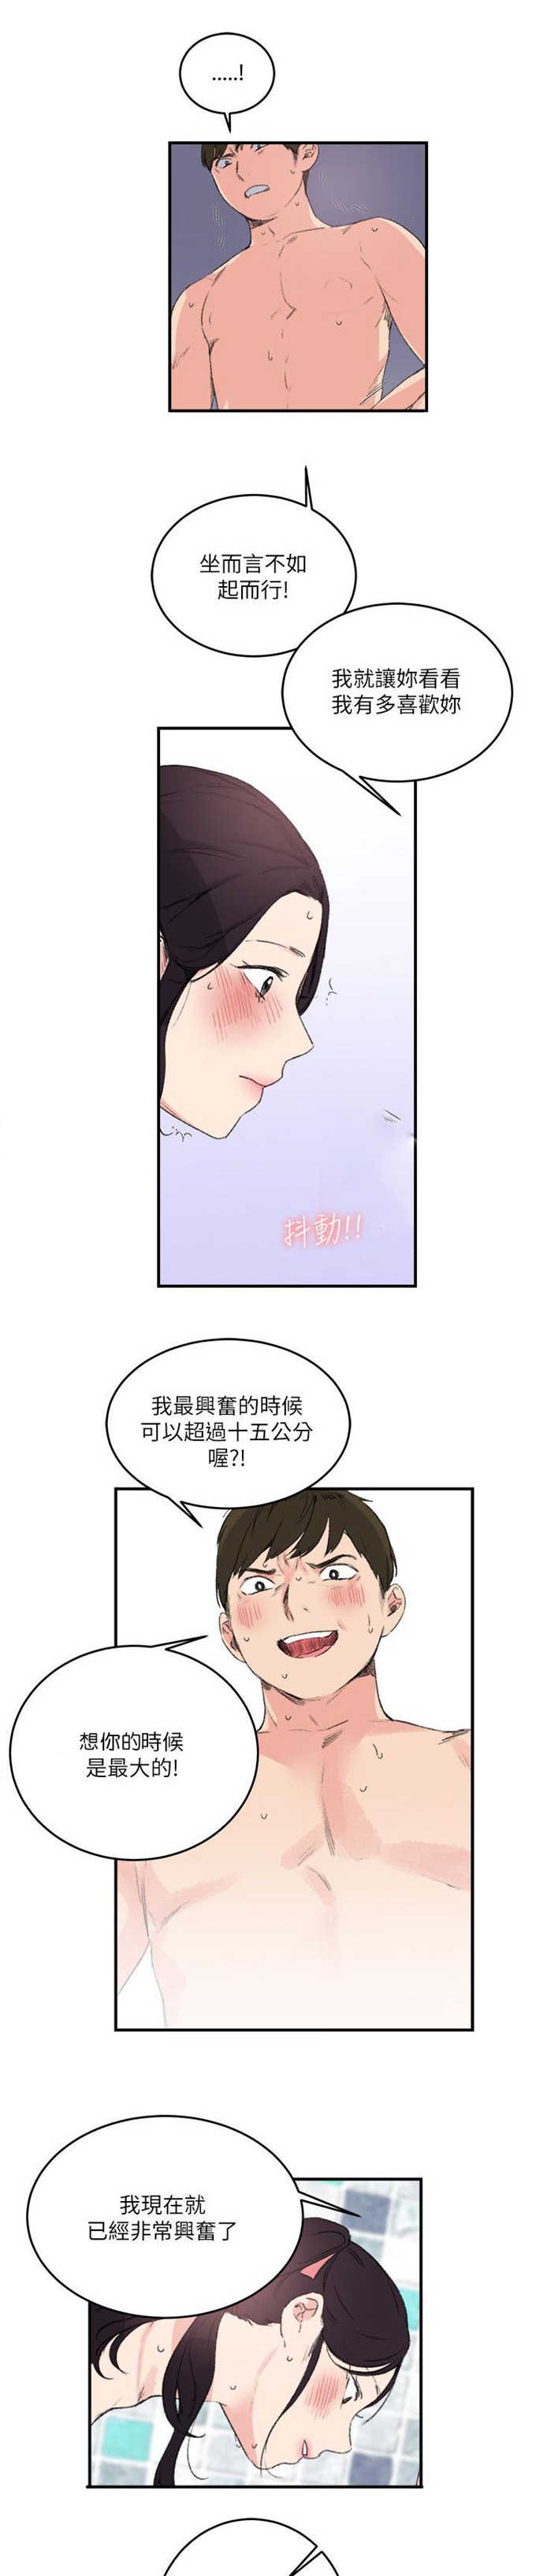 .....!
坐而言不如
起而行!
我就讓妳看看
我有多喜歡妳
抖動!!
我最興奮的時候
可以超過十五公分
喔?!
想你的時候
是最大的!
我現在就
已經非常興奮了